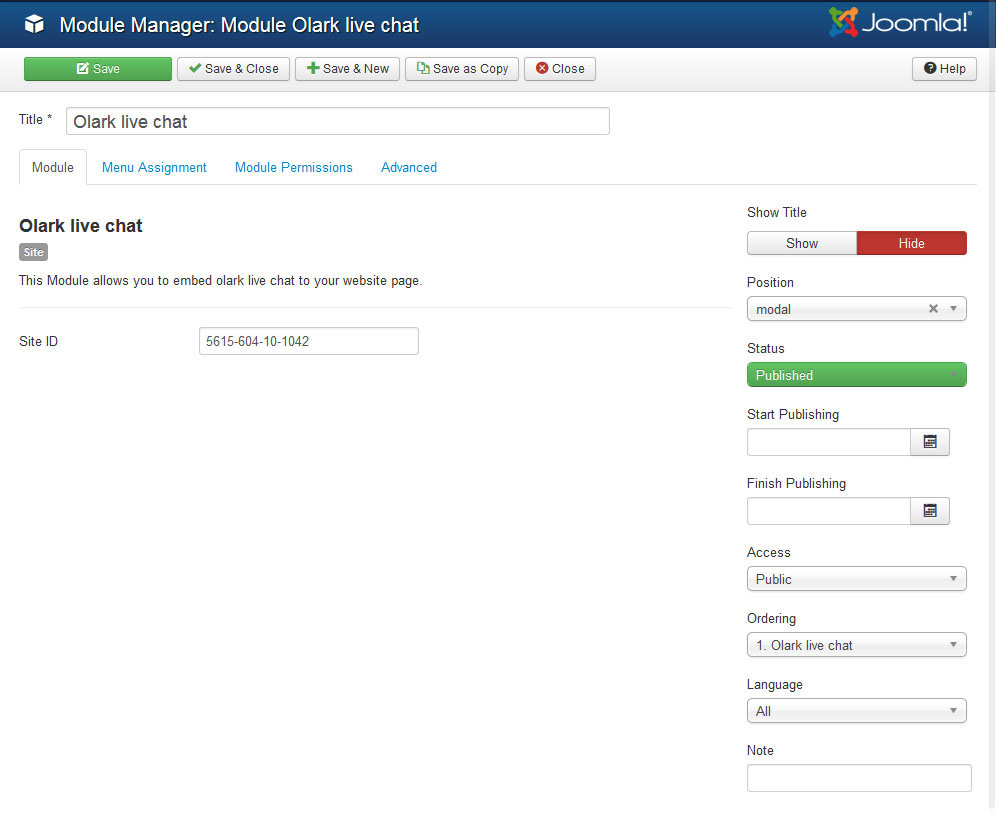 Module Manager: Module Olark live chat
Joomla!®
Save
Save & Close
Save & New
Save as Copy
Close
Help
Title *
Olark live chat
Module
Menu Assignment
Module Permissions
Advanced
Olark live chat
Site
This Module allows you to embed olark live chat to your website page.
Site ID
5615-604-10-1042
Show Title
Show
Hide
Position
modal
Status
Published
Start Publishing
Finish Publishing
Access
Public
Ordering
1. Olark live chat
Language
All
Note